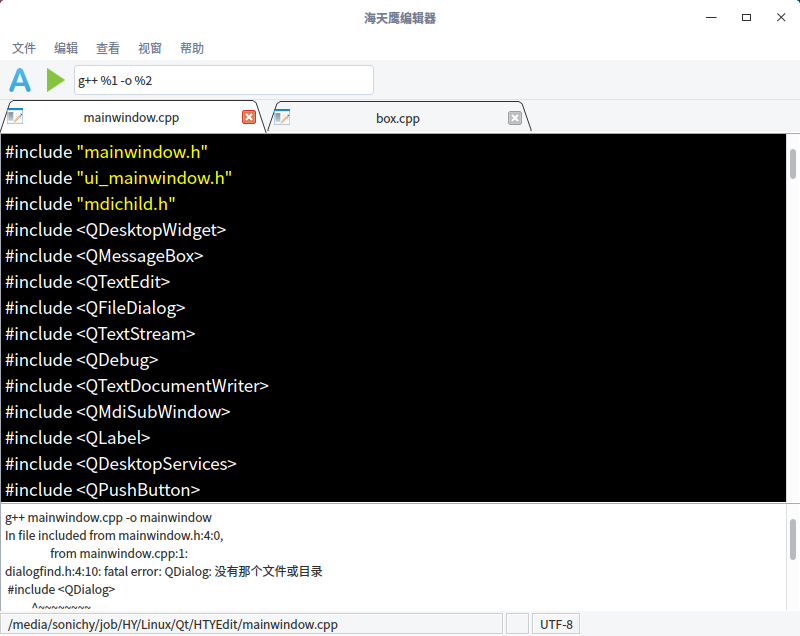 海天鹰编辑器
文件 编辑 查看 视窗 帮助
g++ %1 -o %2
mainwindow.cpp box.cpp
#include "mainwindow.h"
#include "ui_mainwindow.h"
#include "mdichild.h"
#include <QDesktopWidget>
#include <QMessageBox>
#include <QTextEdit>
#include <QFileDialog>
#include <QTextStream>
#include <QDebug>
#include <QTextDocumentWriter>
#include <QMdiSubWindow>
#include <QLabel>
#include <QDesktopServices>
#include <QPushButton>
g++ mainwindow.cpp -o mainwindow
In file included from mainwindow.h:4:0,
from mainwindow.cpp:1:
dialogfind.h:4:10: fatal error: QDialog: 没有那个文件或目录
#include <QDialog>
^~~~~~~~~
/media/sonichy/job/HY/Linux/Qt/HTYEdit/mainwindow.cpp UTF-8